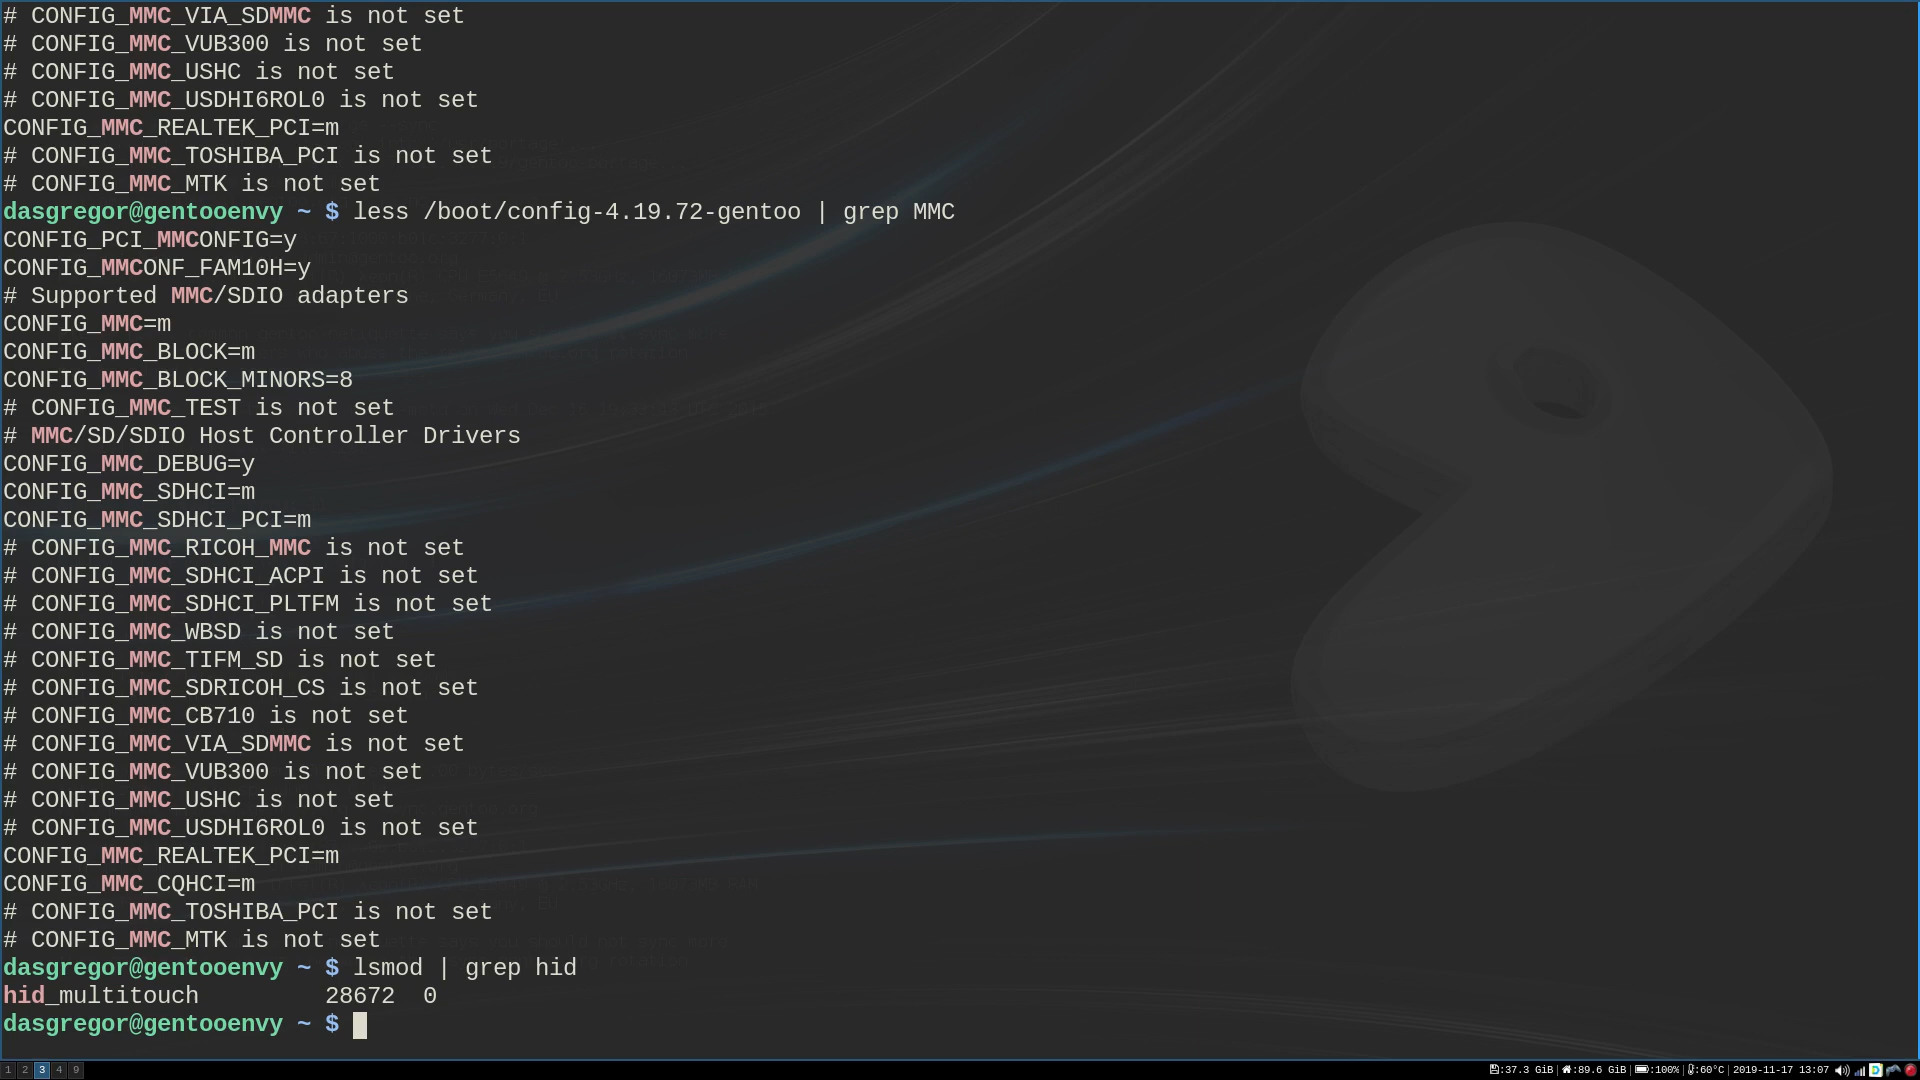 # CONFIG_MMC_VIA_SDMMC is not set
# CONFIG_MMC_VUB300 is not set
# CONFIG_MMC_USHC is not set
# CONFIG_MMC_USDHI6ROL0 is not set
CONFIG_MMC_REALTEK_PCI=m
# CONFIG_MMC_TOSHIBA_PCI is not set
# CONFIG_MMC_MTK is not set
dasgregor@gentooenvy ~ $ less /boot/config-4.19.72-gentoo | grep MMC
CONFIG_PCI_MMCONFIG=y
CONFIG_MMCONF_FAM10H=y
# Supported MMC/SDIO adapters
CONFIG_MMC=m
CONFIG_MMC_BLOCK=m
CONFIG_MMC_BLOCK_MINORS=8
# CONFIG_MMC_TEST is not set
# MMC/SD/SDIO Host Controller Drivers
CONFIG_MMC_DEBUG=y
CONFIG_MMC_SDHCI=m
CONFIG_MMC_SDHCI_PCI=m
# CONFIG_MMC_RICOH_MMC is not set
# CONFIG_MMC_SDHCI_ACPI is not set
# CONFIG_MMC_SDHCI_PLTFM is not set
# CONFIG_MMC_WBSD is not set
# CONFIG_MMC_TIFM_SD is not set
# CONFIG_MMC_SDRICOH_CS is not set
# CONFIG_MMC_CB710 is not set
# CONFIG_MMC_VIA_SDMMC is not set
# CONFIG_MMC_VUB300 is not set
# CONFIG_MMC_USHC is not set
# CONFIG_MMC_USDHI6ROL0 is not set
CONFIG_MMC_REALTEK_PCI=m
CONFIG_MMC_CQHCI=m
# CONFIG_MMC_TOSHIBA_PCI is not set
# CONFIG_MMC_MTK is not set
dasgregor@gentooenvy ~ $ lsmod | grep hid
hid_multitouch         28672  0
dasgregor@gentooenvy ~ $
1 2 3 4 9 :37.3 GiB| :89.6 GiB| :100%| :60°C| 2019-11-17 13:07